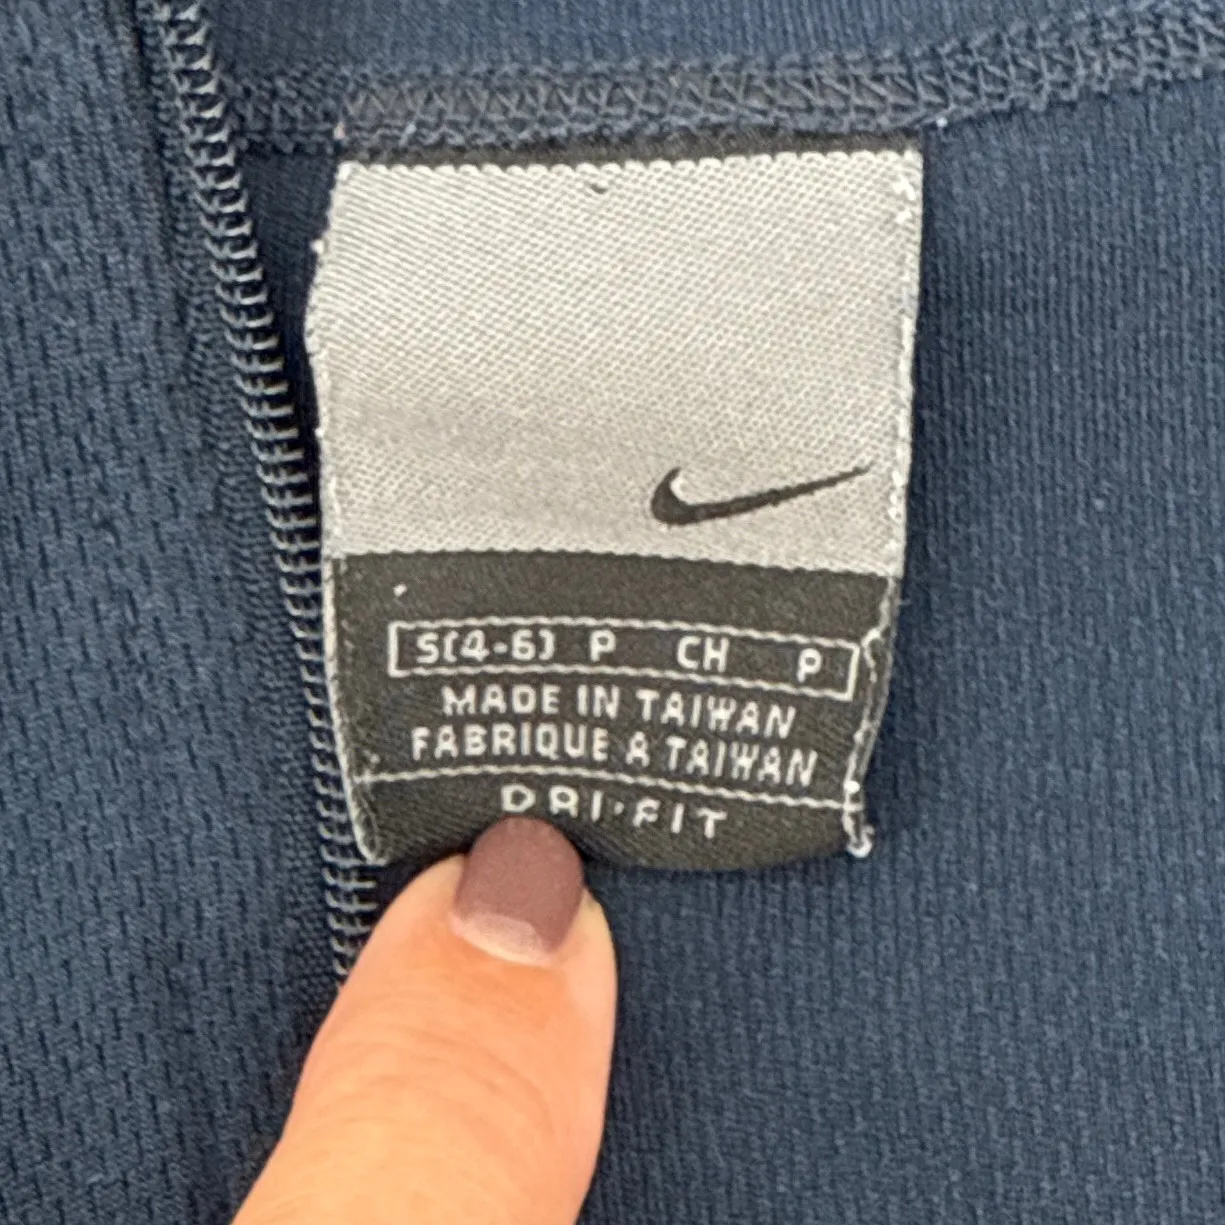 S(4-6) P CH P
MADE IN TAIWAN
FABRIQUE A TAIWAN
DRI·FIT